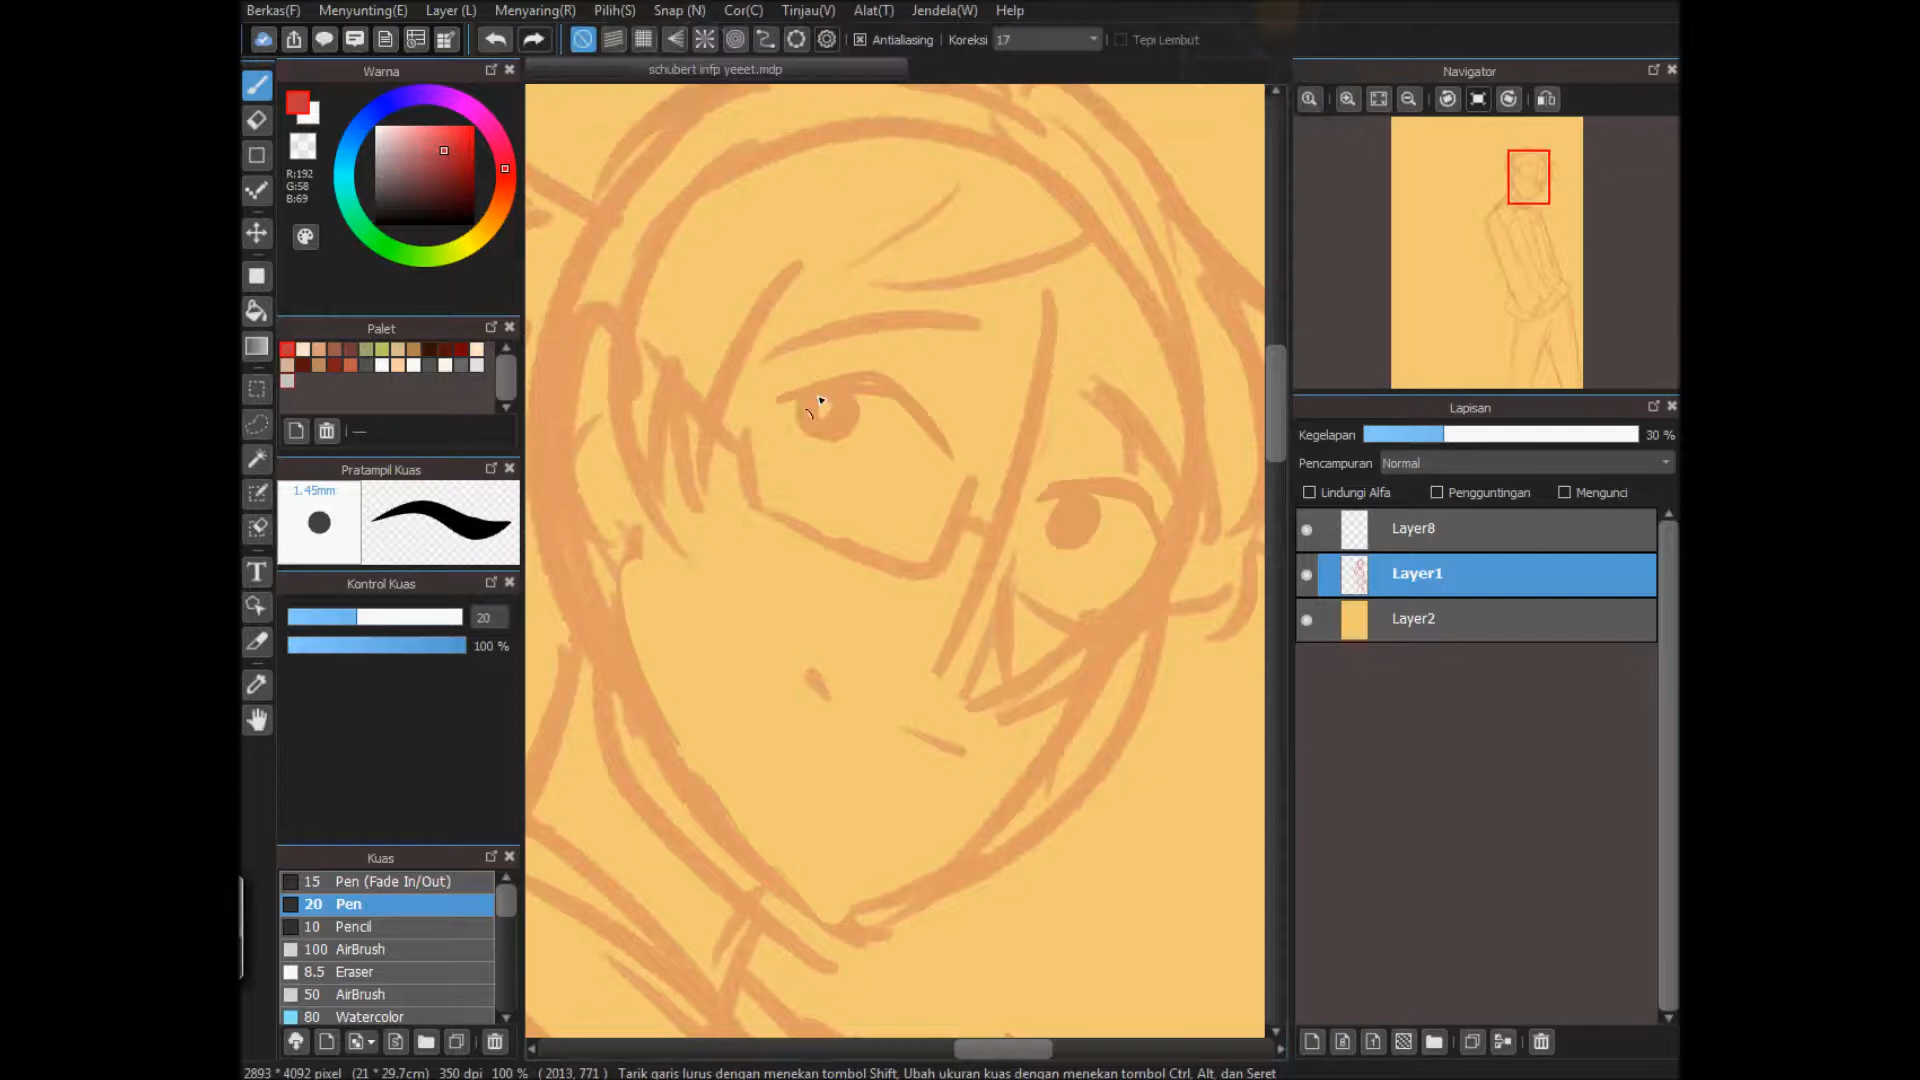 Berkas(F) Menyunting(E) Layer (L) Menyaring(R) Pilih(S) Snap (N) Cor(C) Tinjau(V) Alat(T) Jendela(W) Help
Antialiasing Koreksi 17 Tepi Lembut
Warna
schubert infp yeeet.mdp
Navigator
R:192
G:58
B:69
Palet
Lapisan
Kegelapan 30 %
Pencampuran Normal
Lindungi Alfa Pengguntingan Mengunci
Pratampil Kuas
1.45mm
Layer8
Layer1
Layer2
Kontrol Kuas
20
100 %
Kuas
15 Pen (Fade In/Out)
20 Pen
10 Pencil
100 AirBrush
8.5 Eraser
50 AirBrush
80 Watercolor
2893 * 4092 pixel (21 * 29.7cm) 350 dpi 100 % ( 2013, 771 ) Tarik garis lurus dengan menekan tombol Shift, Ubah ukuran kuas dengan menekan tombol Ctrl, Alt, dan Seret